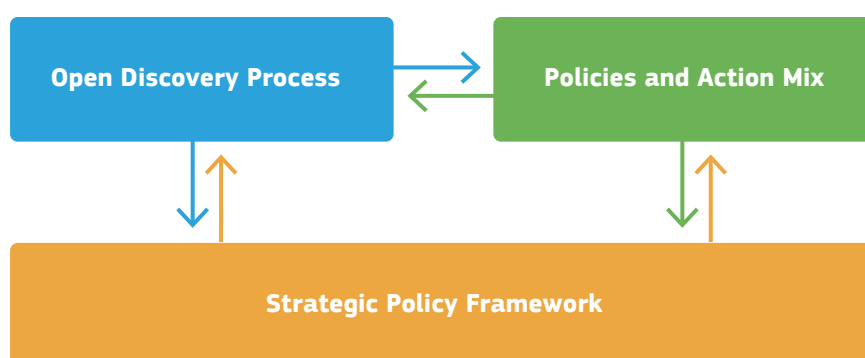 Open Discovery Process
Policies and Action Mix
Strategic Policy Framework